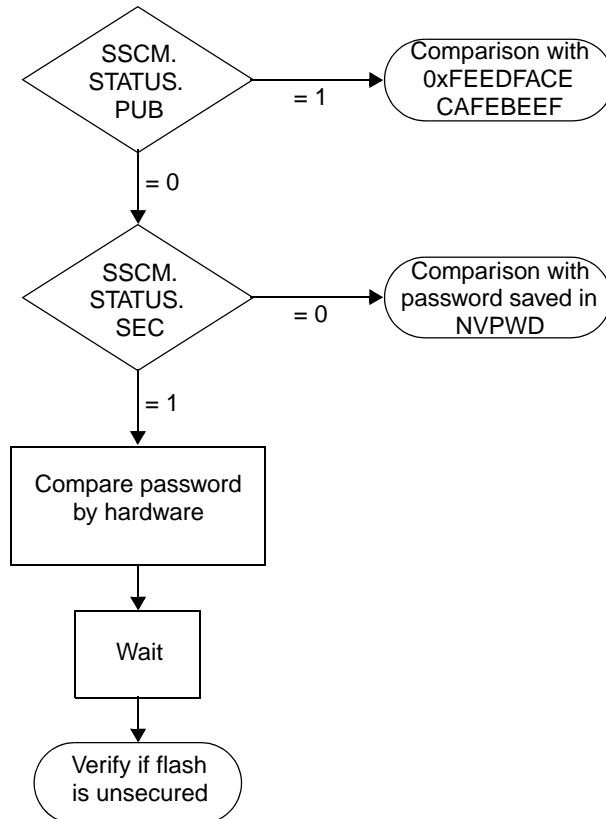 SSCM.
STATUS.
PUB
= 1
Comparison with
0xFEEDFACE
CAFEBEEF
= 0
SSCM.
STATUS.
SEC
= 0
Comparison with
password saved in
NVPWD
= 1
Compare password
by hardware
Wait
Verify if flash
is unsecured